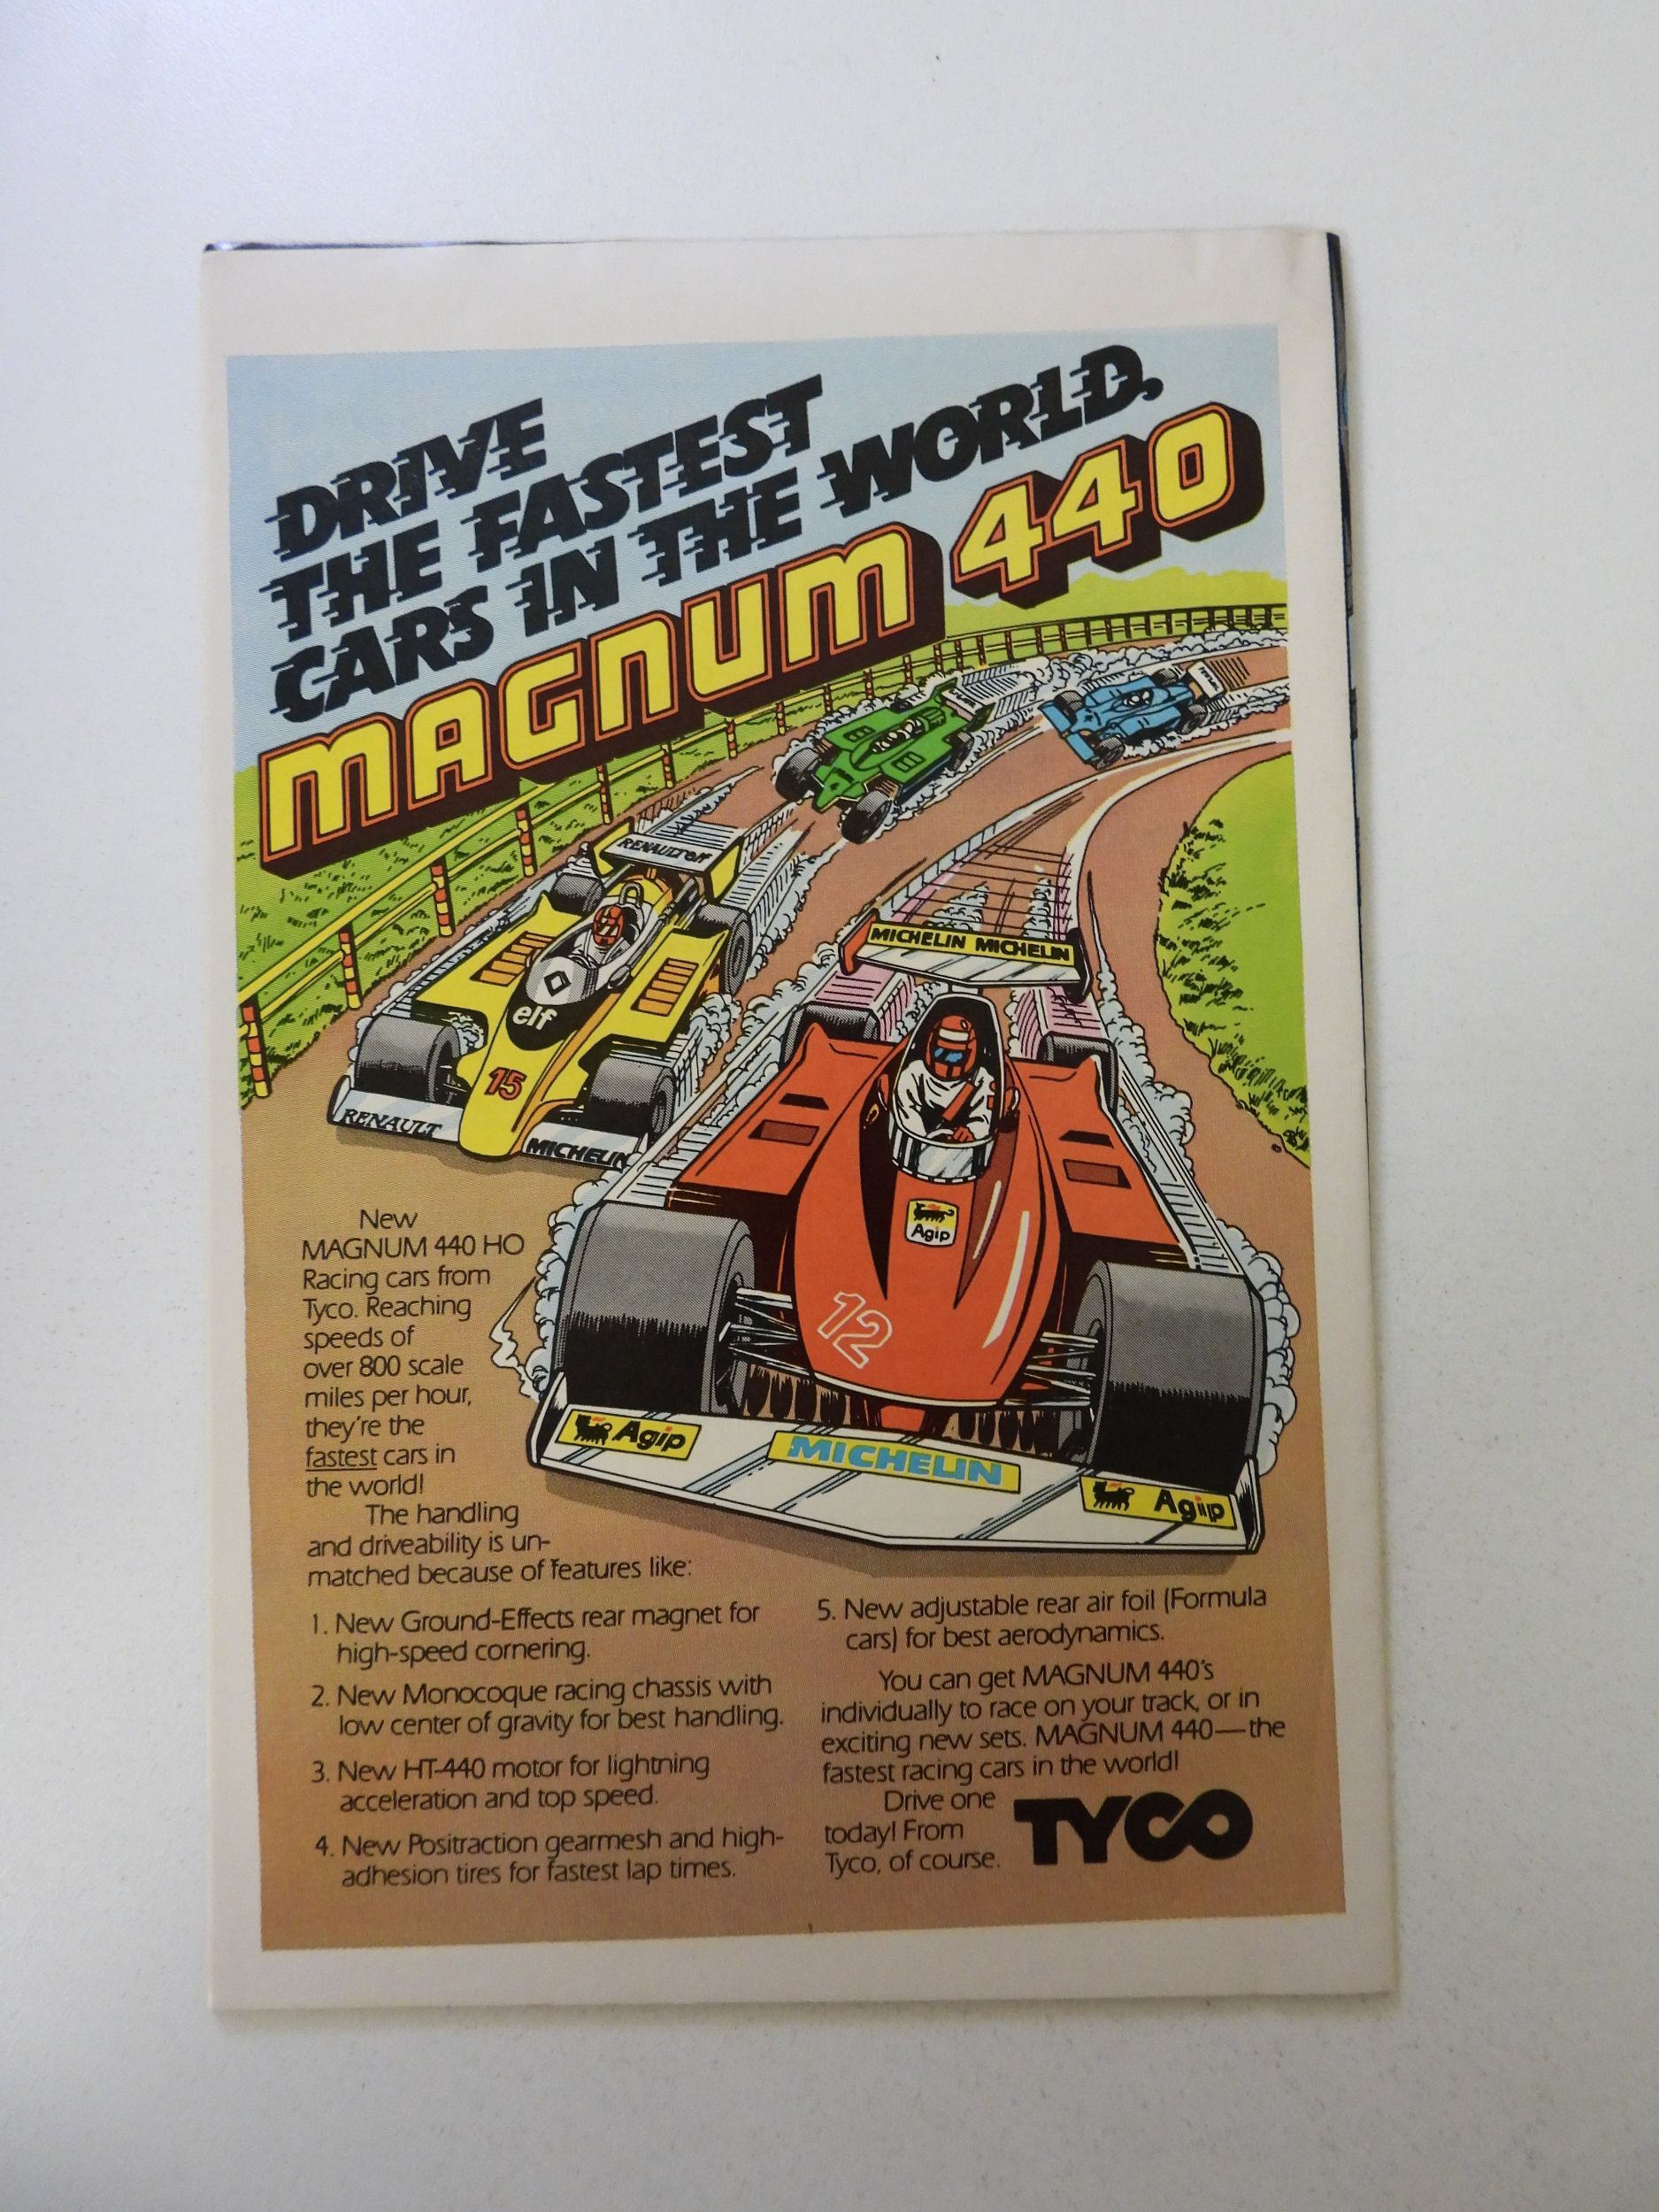 DRIVE
THE FASTEST
CARS IN THE WORLD.
MAGNUM 440
RENAULT elf
elf
15
RENAULT
MICHELIN
MICHELIN MICHELIN
Agip
12
Agip
MICHELIN
Agip
New
MAGNUM 440 HO
Racing cars from
Tyco. Reaching
speeds of
over 800 scale
miles per hour,
they're the
fastest cars in
the world!
The handling
and driveability is un-
matched because of features like:
1. New Ground-Effects rear magnet for
high-speed cornering.
2. New Monocoque racing chassis with
low center of gravity for best handling.
3. New HT-440 motor for lightning
acceleration and top speed.
4. New Positraction gearmesh and high-
adhesion tires for fastest lap times.
5. New adjustable rear air foil (Formula
cars) for best aerodynamics.
You can get MAGNUM 440's
individually to race on your track, or in
exciting new sets. MAGNUM 440—the
fastest racing cars in the world!
Drive one
today! From
Tyco, of course.
TYCO